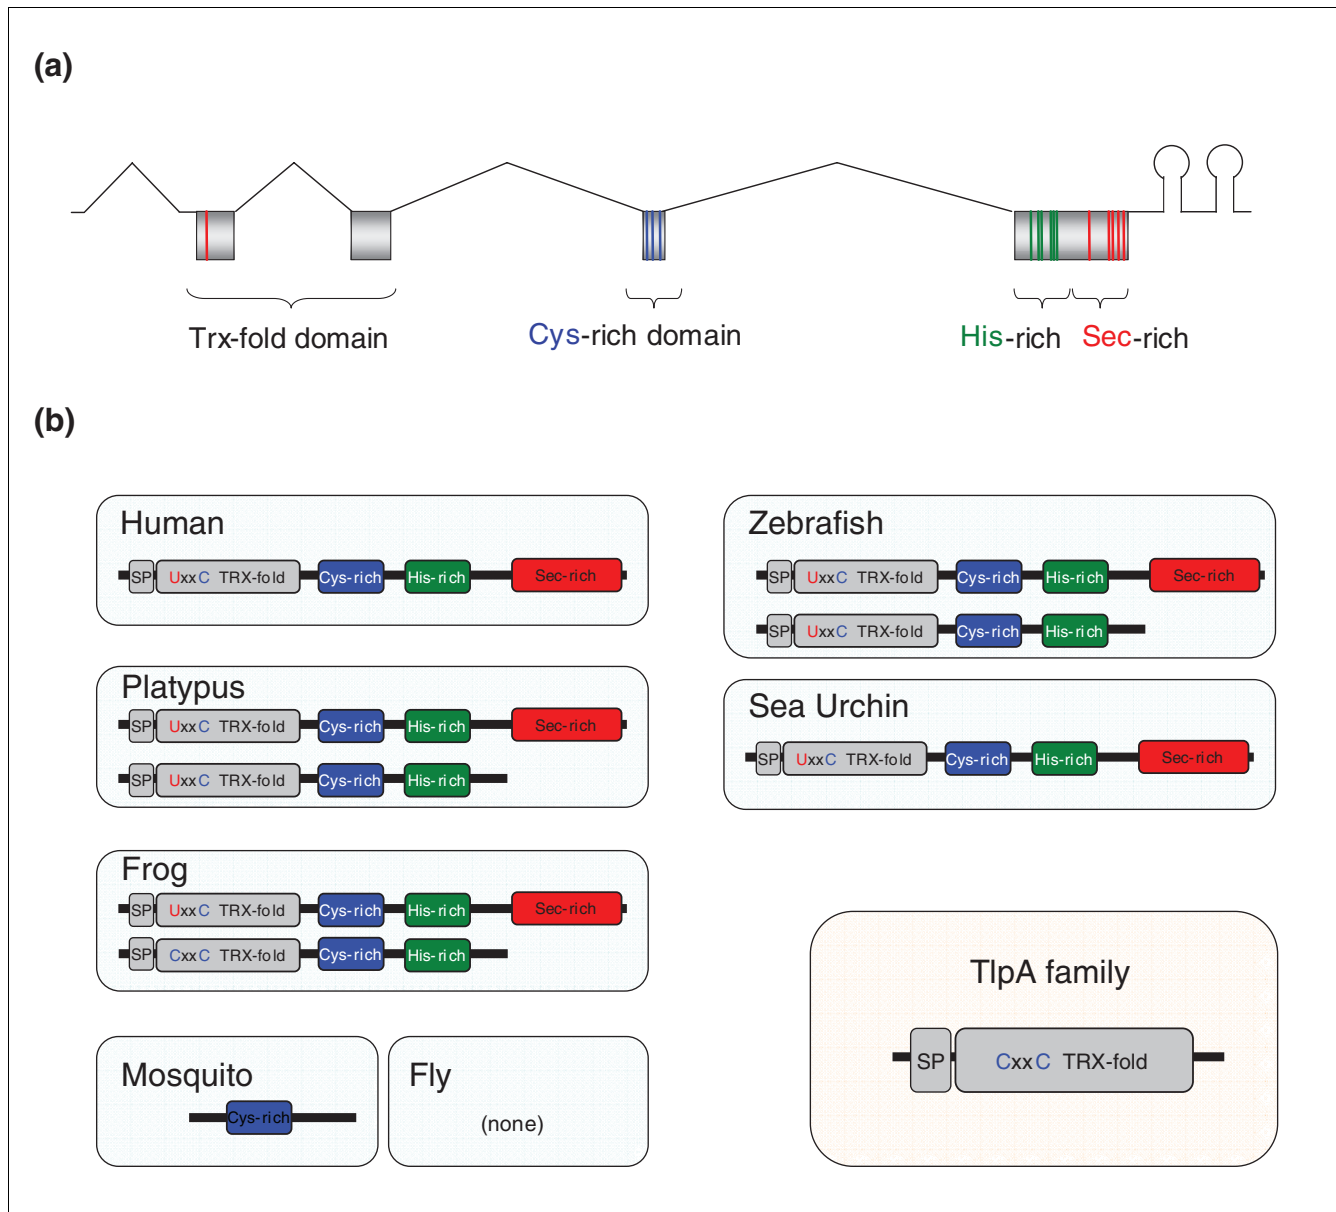 (a)
Trx-fold domain
Cys-rich domain
His-rich
Sec-rich
(b)
Human
SP UxxC TRX-fold Cys-rich His-rich Sec-rich
Platypus
SP UxxC TRX-fold Cys-rich His-rich Sec-rich
SP UxxC TRX-fold Cys-rich His-rich
Frog
SP UxxC TRX-fold Cys-rich His-rich Sec-rich
SP CxxC TRX-fold Cys-rich His-rich
Mosquito
Cys-rich
Fly
(none)
Zebrafish
SP UxxC TRX-fold Cys-rich His-rich Sec-rich
SP UxxC TRX-fold Cys-rich His-rich
Sea Urchin
SP UxxC TRX-fold Cys-rich His-rich Sec-rich
TlpA family
SP CxxC TRX-fold